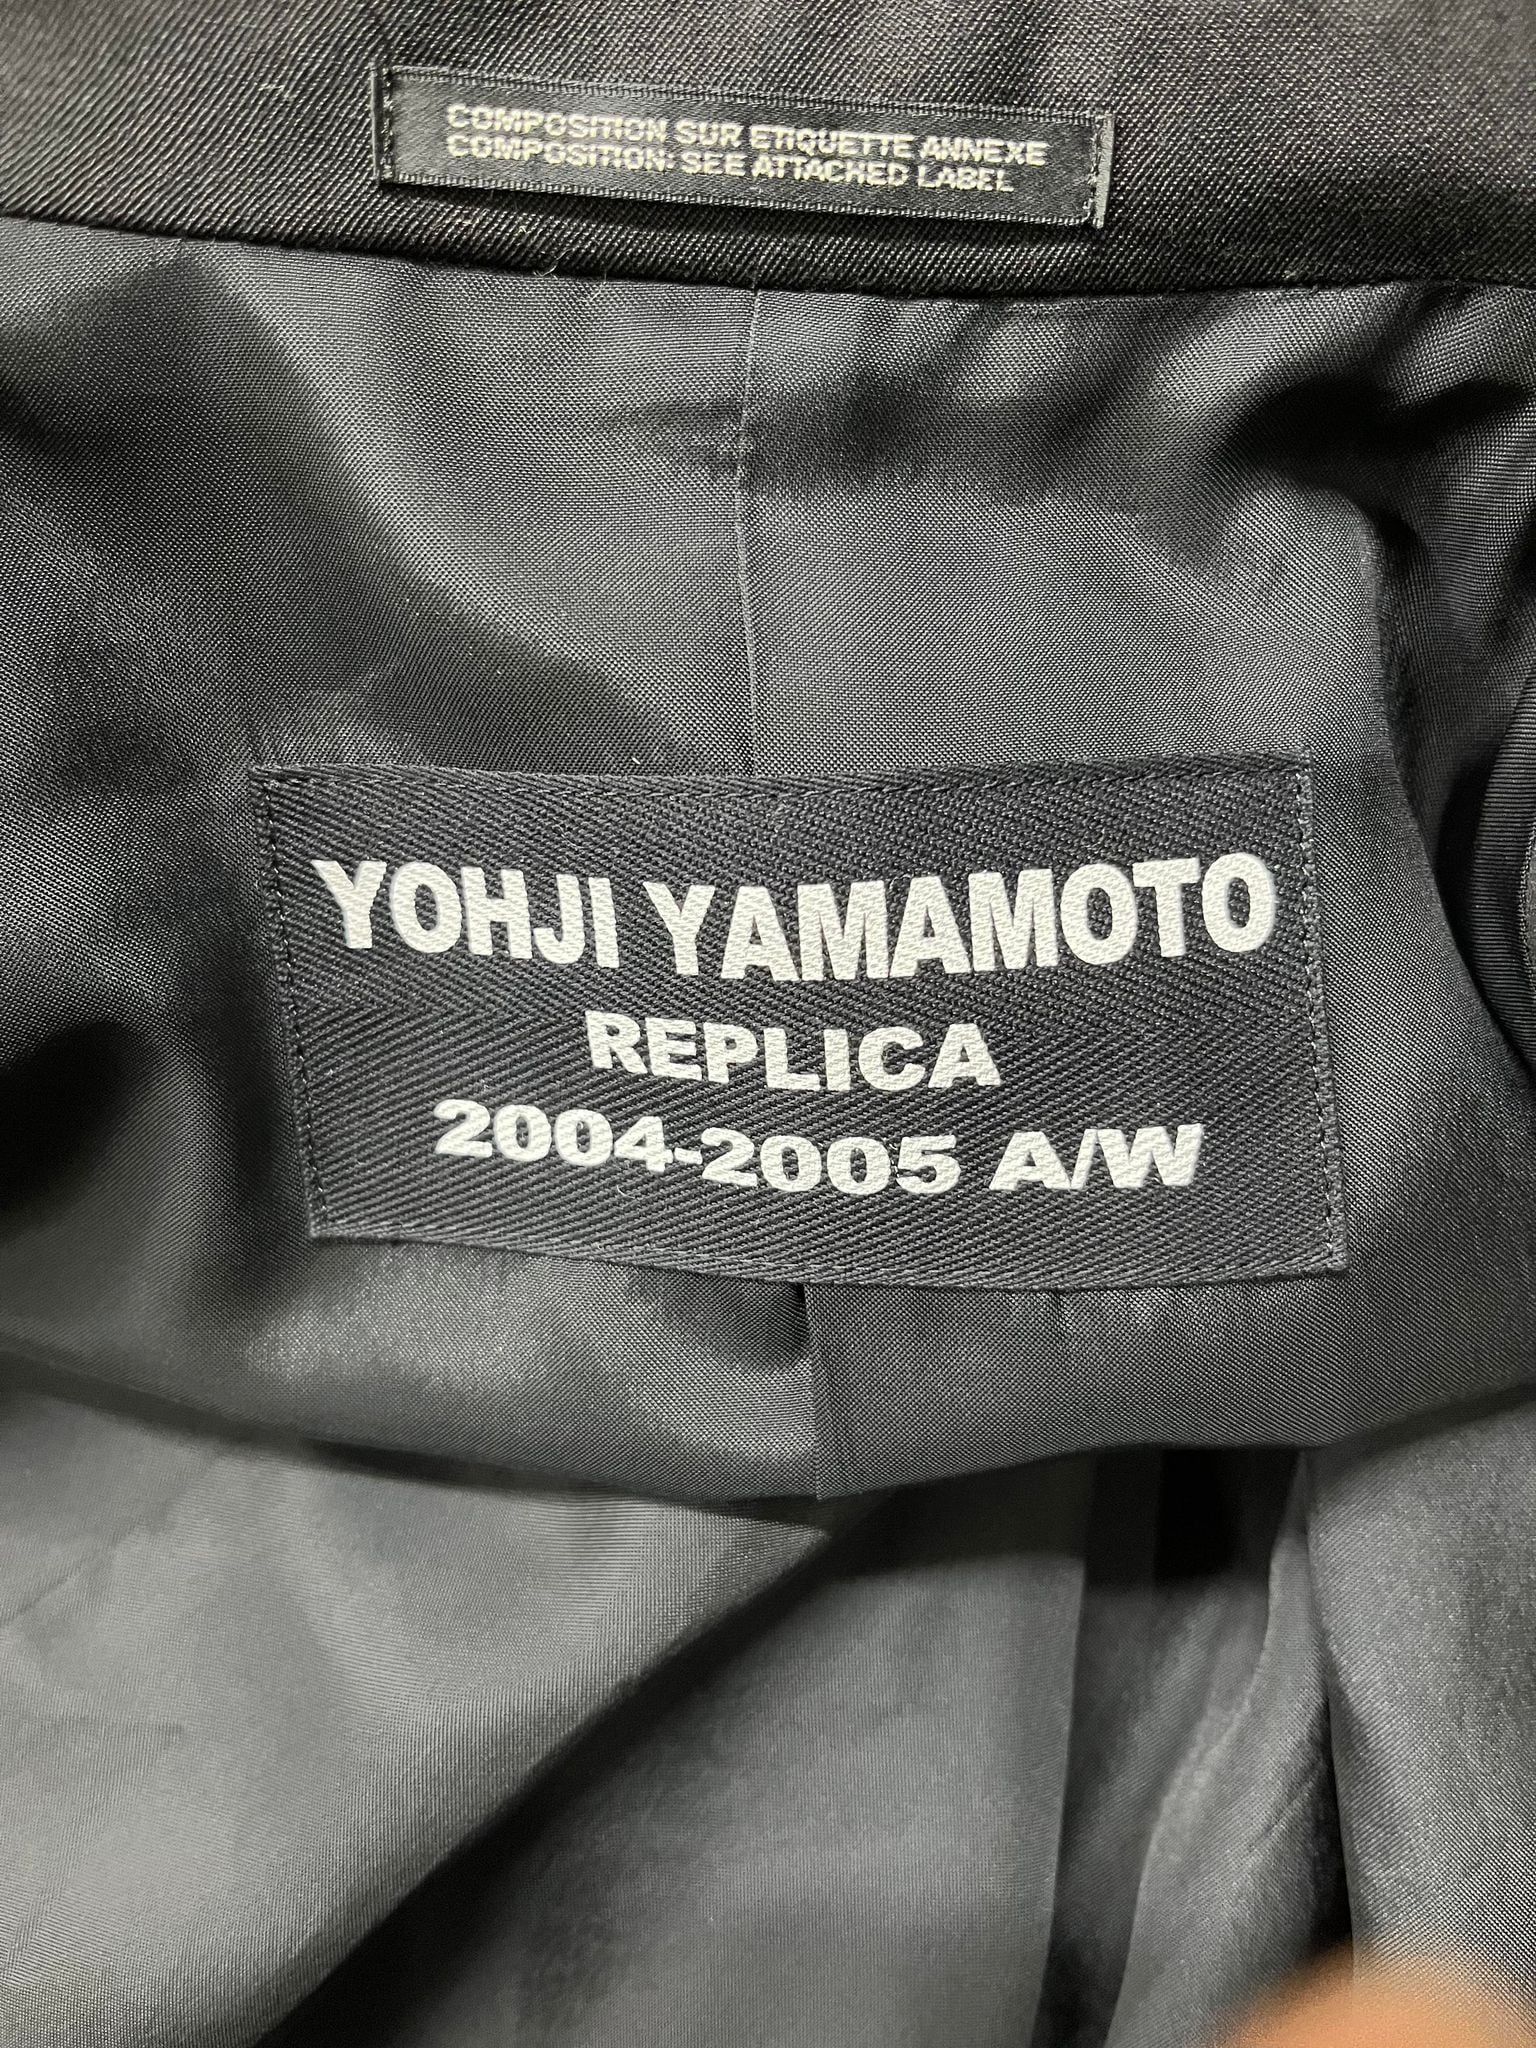 COMPOSITION SUR ETIQUETTE ANNEXE
COMPOSITION: SEE ATTACHED LABEL
YOHJI YAMAMOTO
REPLICA
2004-2005 A/W